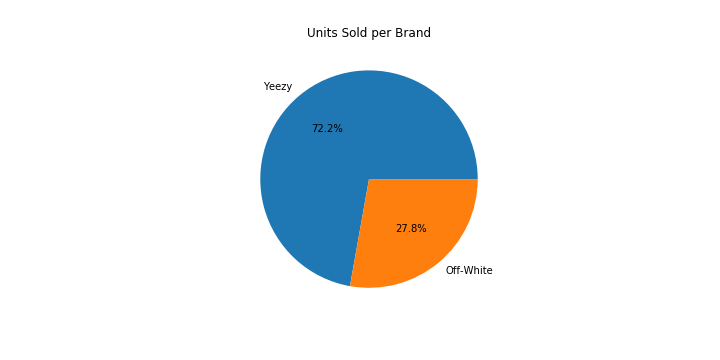 Units Sold per Brand
Yeezy
72.2%
27.8%
Off-White